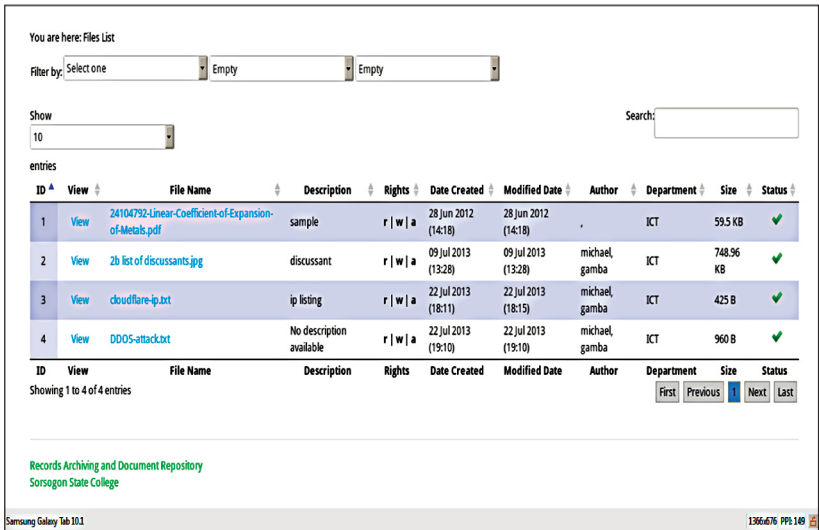 You are here: Files List
Filter by: Select one Empty Empty
Show Search:
10
entries
ID View File Name Description Rights Date Created Modified Date Author Department Size Status
1 View 24104792-Linear-Coefficient-of-Expansion- sample r | w | a 28 Jun 2012 28 Jun 2012 , ICT 59.5 KB
of-Metals.pdf (14:18) (14:18)
2 View 2b list of discussants.jpg discussant r | w | a 09 Jul 2013 09 Jul 2013 michael, ICT 748.96
(13:28) (13:28) gamba KB
3 View cloudflare-ip.txt ip listing r | w | a 22 Jul 2013 22 Jul 2013 michael, ICT 425 B
(18:11) (18:15) gamba
4 View DDOS-attack.txt No description r | w | a 22 Jul 2013 22 Jul 2013 michael, ICT 960 B
available (19:10) (19:10) gamba
ID View File Name Description Rights Date Created Modified Date Author Department Size Status
Showing 1 to 4 of 4 entries
First Previous 1 Next Last
Records Archiving and Document Repository
Sorsogon State College
Samsung Galaxy Tab 10.1 1366x676 PPI: 149